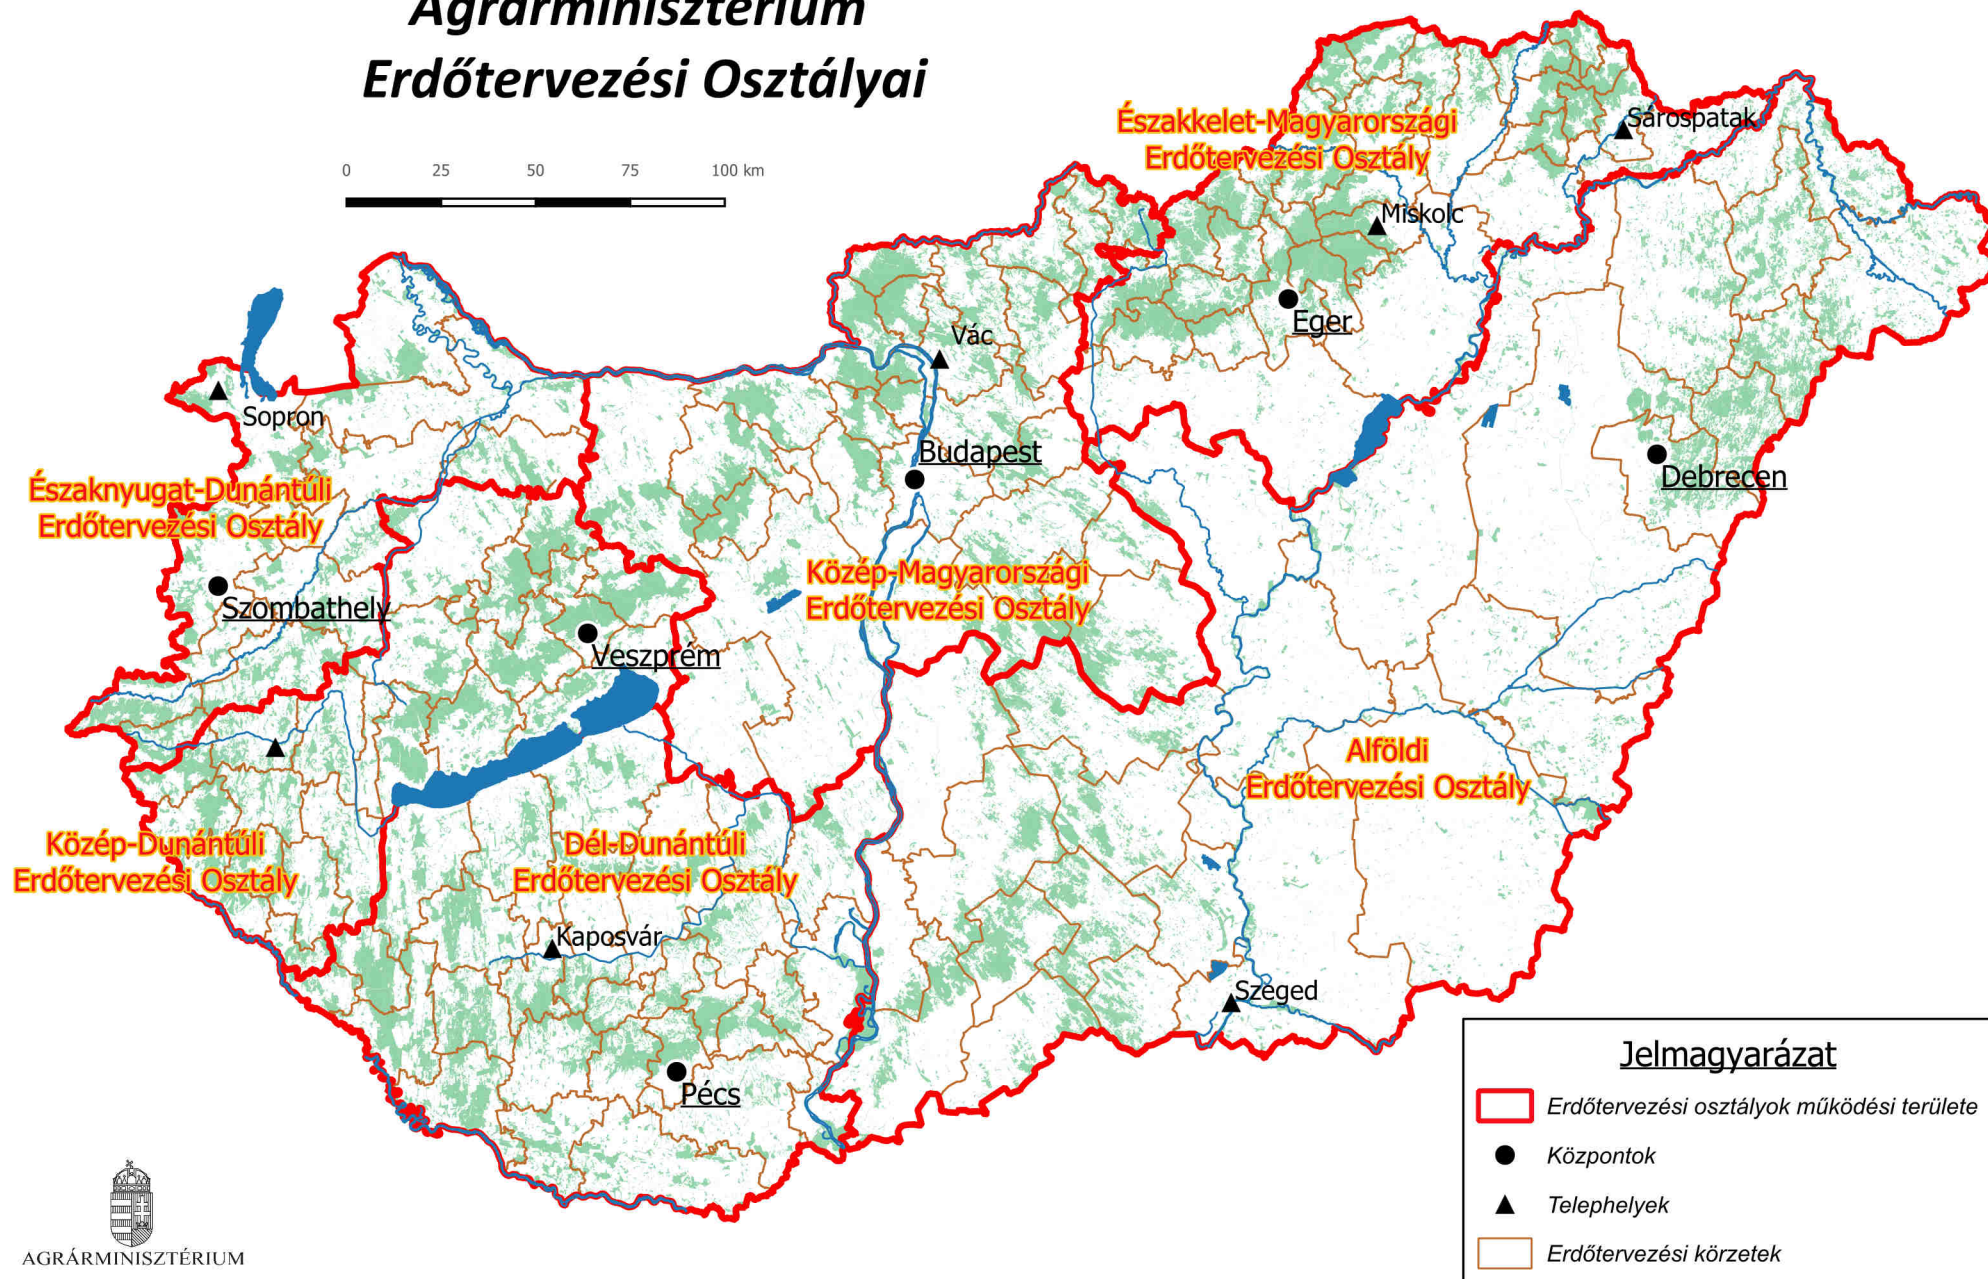 Agrárminisztérium
Erdőtervezési Osztályai
0 25 50 75 100 km
Északkelet-Magyarországi
Erdőtervezési Osztály
Sárospatak
Miskolc
Eger
Vác
Sopron
Budapest
Debrecen
Északnyugat-Dunántúli
Erdőtervezési Osztály
Közép-Magyarországi
Erdőtervezési Osztály
Szombathely
Veszprém
Alföldi
Erdőtervezési Osztály
Közép-Dunántúli
Erdőtervezési Osztály
Dél-Dunántúli
Erdőtervezési Osztály
Kaposvár
Szeged
Pécs
Jelmagyarázat
Erdőtervezési osztályok működési területe
Központok
Telephelyek
Erdőtervezési körzetek
AGRÁRMINISZTÉRIUM